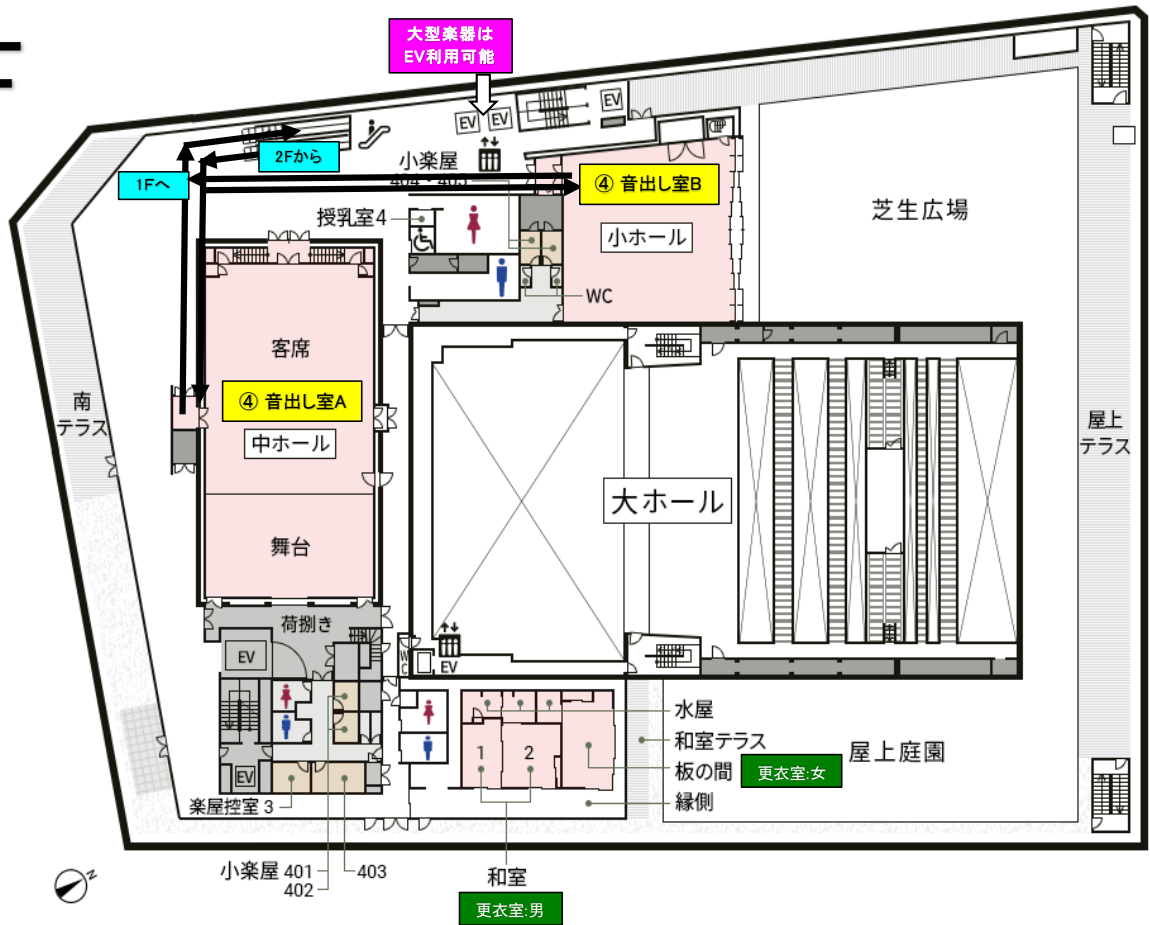 大型楽器は
EV利用可能
EV
EV
EV
2Fから
1Fへ
小楽屋
404・405
④ 音出し室B
授乳室4
小ホール
芝生広場
WC
客席
④ 音出し室A
中ホール
南
テラス
屋上
テラス
大ホール
舞台
荷捌き
EV
WC
EV
水屋
和室テラス
屋上庭園
1
2
板の間
更衣室:女
EV
縁側
楽屋控室 3
小楽屋 401
402
403
和室
更衣室:男
N